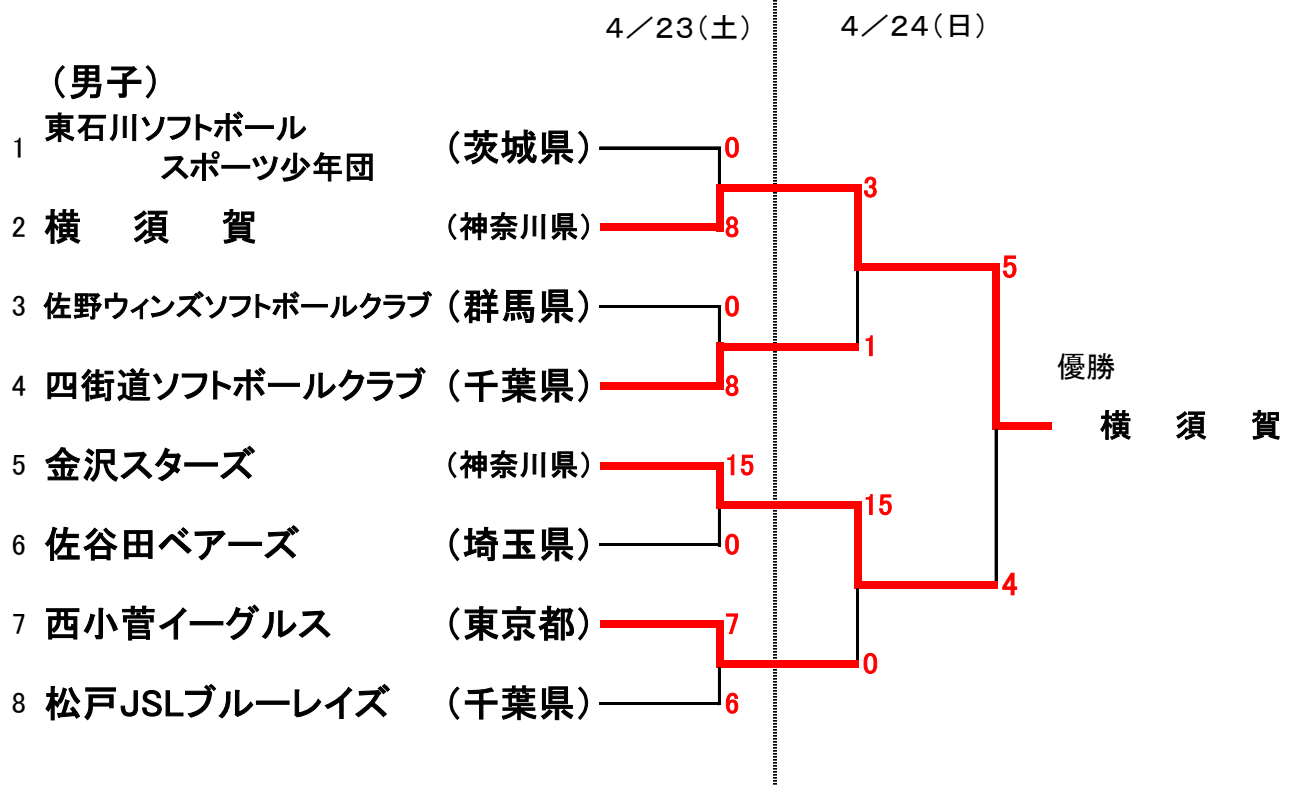 4／23(土)
4／24(日)
(男子)
1 東石川ソフトボール
スポーツ少年団 (茨城県) 0
3
2 横 須 賀 (神奈川県) 8
5
3 佐野ウィンズソフトボールクラブ (群馬県) 0
1
優勝
4 四街道ソフトボールクラブ (千葉県) 8
横 須 賀
5 金沢スターズ (神奈川県) 15
15
6 佐谷田ベアーズ (埼玉県) 0
4
7 西小菅イーグルス (東京都) 7
0
8 松戸JSLブルーレイズ (千葉県) 6